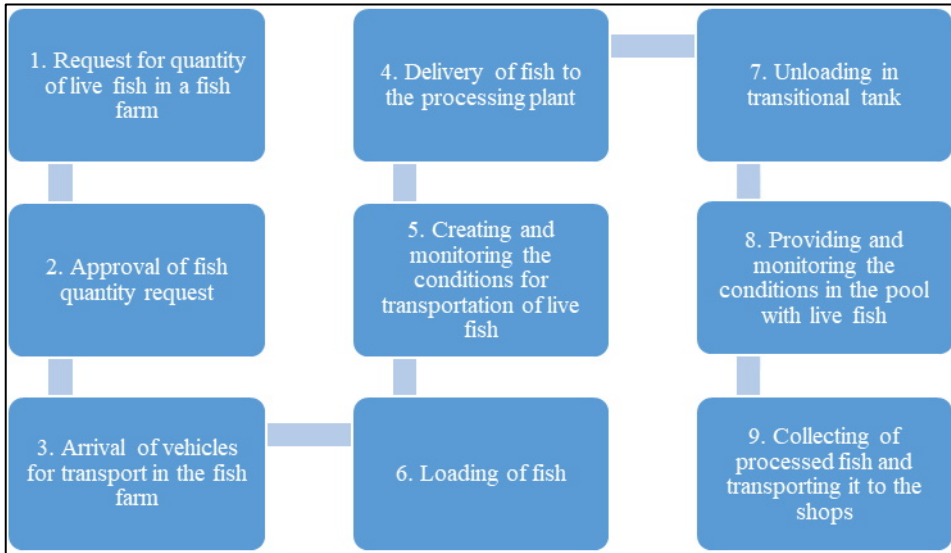 1. Request for quantity
of live fish in a fish
farm
2. Approval of fish
quantity request
3. Arrival of vehicles
for transport in the fish
farm
4. Delivery of fish to
the processing plant
5. Creating and
monitoring the
conditions for
transportation of live
fish
6. Loading of fish
7. Unloading in
transitional tank
8. Providing and
monitoring the
conditions in the pool
with live fish
9. Collecting of
processed fish and
transporting it to the
shops